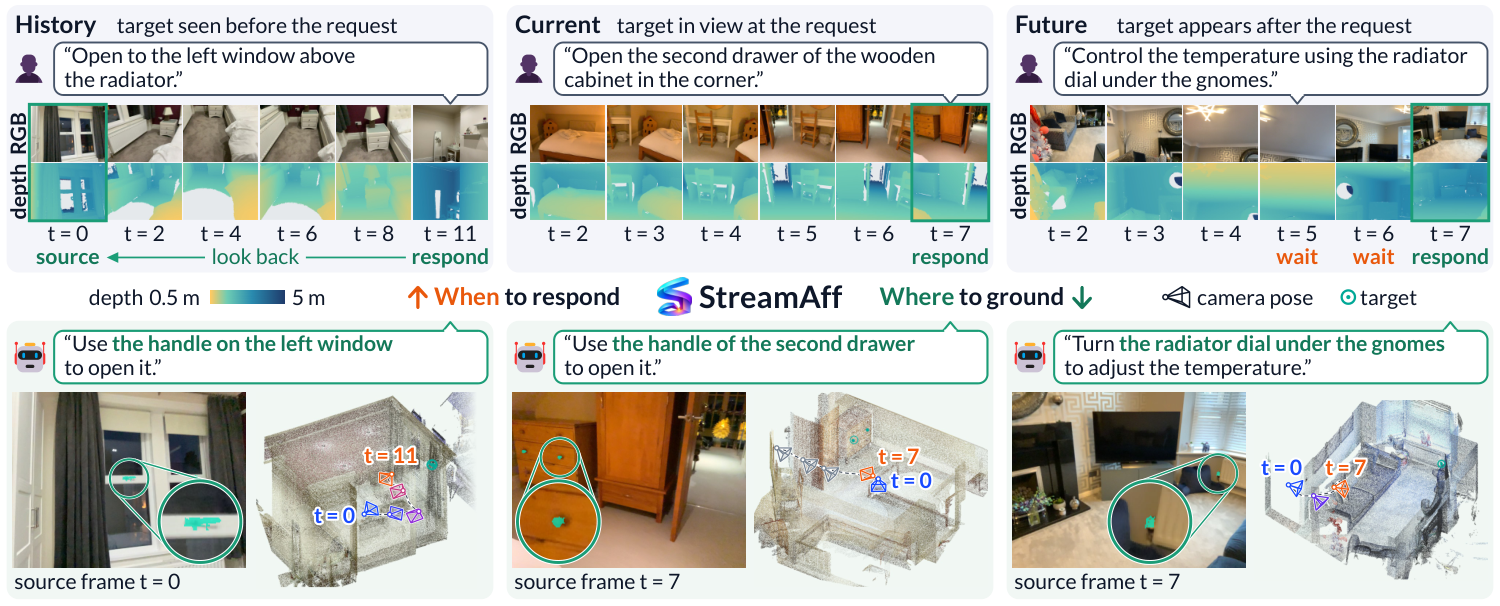 History target seen before the request
“Open to the left window above
the radiator.”
RGB
depth
t = 0 t = 2 t = 4 t = 6 t = 8 t = 11
source look back respond
Current target in view at the request
“Open the second drawer of the wooden
cabinet in the corner.”
RGB
depth
t = 2 t = 3 t = 4 t = 5 t = 6 t = 7
respond
Future target appears after the request
“Control the temperature using the radiator
dial under the gnomes.”
RGB
depth
t = 2 t = 3 t = 4 t = 5 t = 6 t = 7
wait wait respond
depth 0.5 m 5 m
When to respond
StreamAff
Where to ground
camera pose
target
“Use the handle on the left window
to open it.”
t = 11
t = 0
source frame t = 0
“Use the handle of the second drawer
to open it.”
t = 7
t = 0
source frame t = 7
“Turn the radiator dial under the gnomes
to adjust the temperature.”
t = 0 t = 7
source frame t = 7